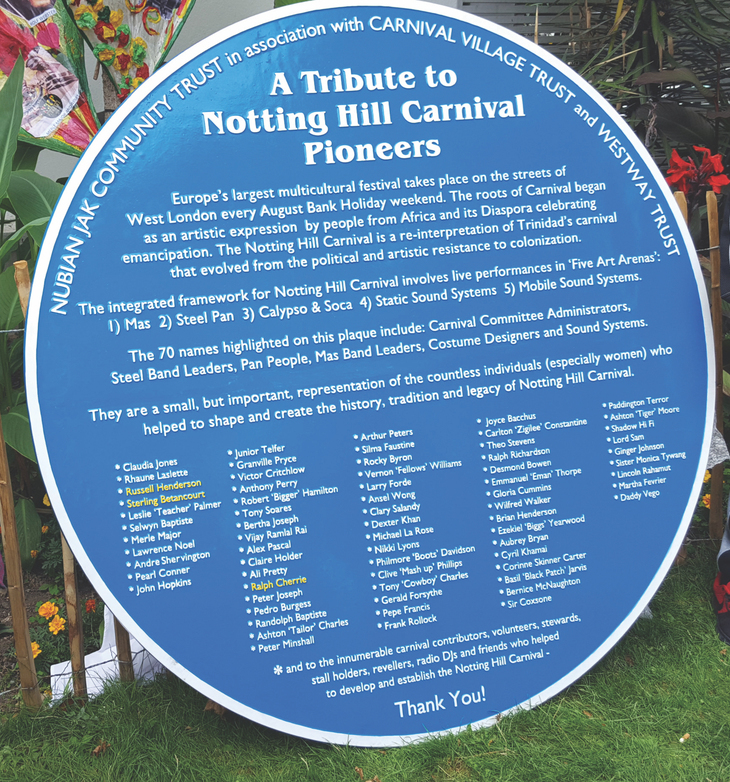 NUBIAN JAK COMMUNITY TRUST in association with CARNIVAL VILLAGE TRUST and WESTWAY TRUST
A Tribute to
Notting Hill Carnival
Pioneers
Europe's largest multicultural festival takes place on the streets of
West London every August Bank Holiday weekend. The roots of Carnival began
as an artistic expression by people from Africa and its Diaspora celebrating
emancipation. The Notting Hill Carnival is a re-interpretation of Trinidad's carnival
that evolved from the political and artistic resistance to colonization.
The integrated framework for Notting Hill Carnival involves live performances in 'Five Art Arenas':
1) Mas 2) Steel Pan 3) Calypso & Soca 4) Static Sound Systems 5) Mobile Sound Systems.
The 70 names highlighted on this plaque include: Carnival Committee Administrators,
Steel Band Leaders, Pan People, Mas Band Leaders, Costume Designers and Sound Systems.
They are a small, but important, representation of the countless individuals (especially women) who
helped to shape and create the history, tradition and legacy of Notting Hill Carnival.
• Claudia Jones
• Rhaune Laslette
• Russell Henderson
• Sterling Betancourt
• Leslie 'Teacher' Palmer
• Selwyn Baptiste
• Merle Major
• Lawrence Noel
• Andre Shervington
• Pearl Conner
• John Hopkins
• Junior Telfer
• Granville Pryce
• Victor Critchlow
• Anthony Perry
• Robert 'Bigger' Hamilton
• Tony Soares
• Bertha Joseph
• Vijay Ramlal Rai
• Alex Pascal
• Claire Holder
• Ali Pretty
• Ralph Cherrie
• Peter Joseph
• Pedro Burgess
• Randolph Baptiste
• Ashton 'Tailor' Charles
• Peter Minshall
• Arthur Peters
• Silma Faustine
• Rocky Byron
• Vernon 'Fellows' Williams
• Larry Forde
• Ansel Wong
• Clary Salandy
• Dexter Khan
• Michael La Rose
• Nikki Lyons
• Philmore 'Boots' Davidson
• Clive 'Mash up' Phillips
• Tony 'Cowboy' Charles
• Gerald Forsythe
• Pepe Francis
• Frank Rollock
• Joyce Bacchus
• Carlton 'Zigilee' Constantine
• Theo Stevens
• Ralph Richardson
• Desmond Bowen
• Emmanuel 'Eman' Thorpe
• Gloria Cummins
• Wilfred Walker
• Brian Henderson
• Ezekiel 'Biggs' Yearwood
• Aubrey Bryan
• Cyril Khamai
• Corinne Skinner Carter
• Basil 'Black Patch' Jarvis
• Bernice McNaughton
• Sir Coxsone
• Paddington Terror
• Ashton 'Tiger' Moore
• Shadow Hi Fi
• Lord Sam
• Ginger Johnson
• Sister Monica Tywang
• Lincoln Rahamut
• Martha Fevrier
• Daddy Vego
* and to the innumerable carnival contributors, volunteers, stewards,
stall holders, revellers, radio DJs and friends who helped
to develop and establish the Notting Hill Carnival -
Thank You!